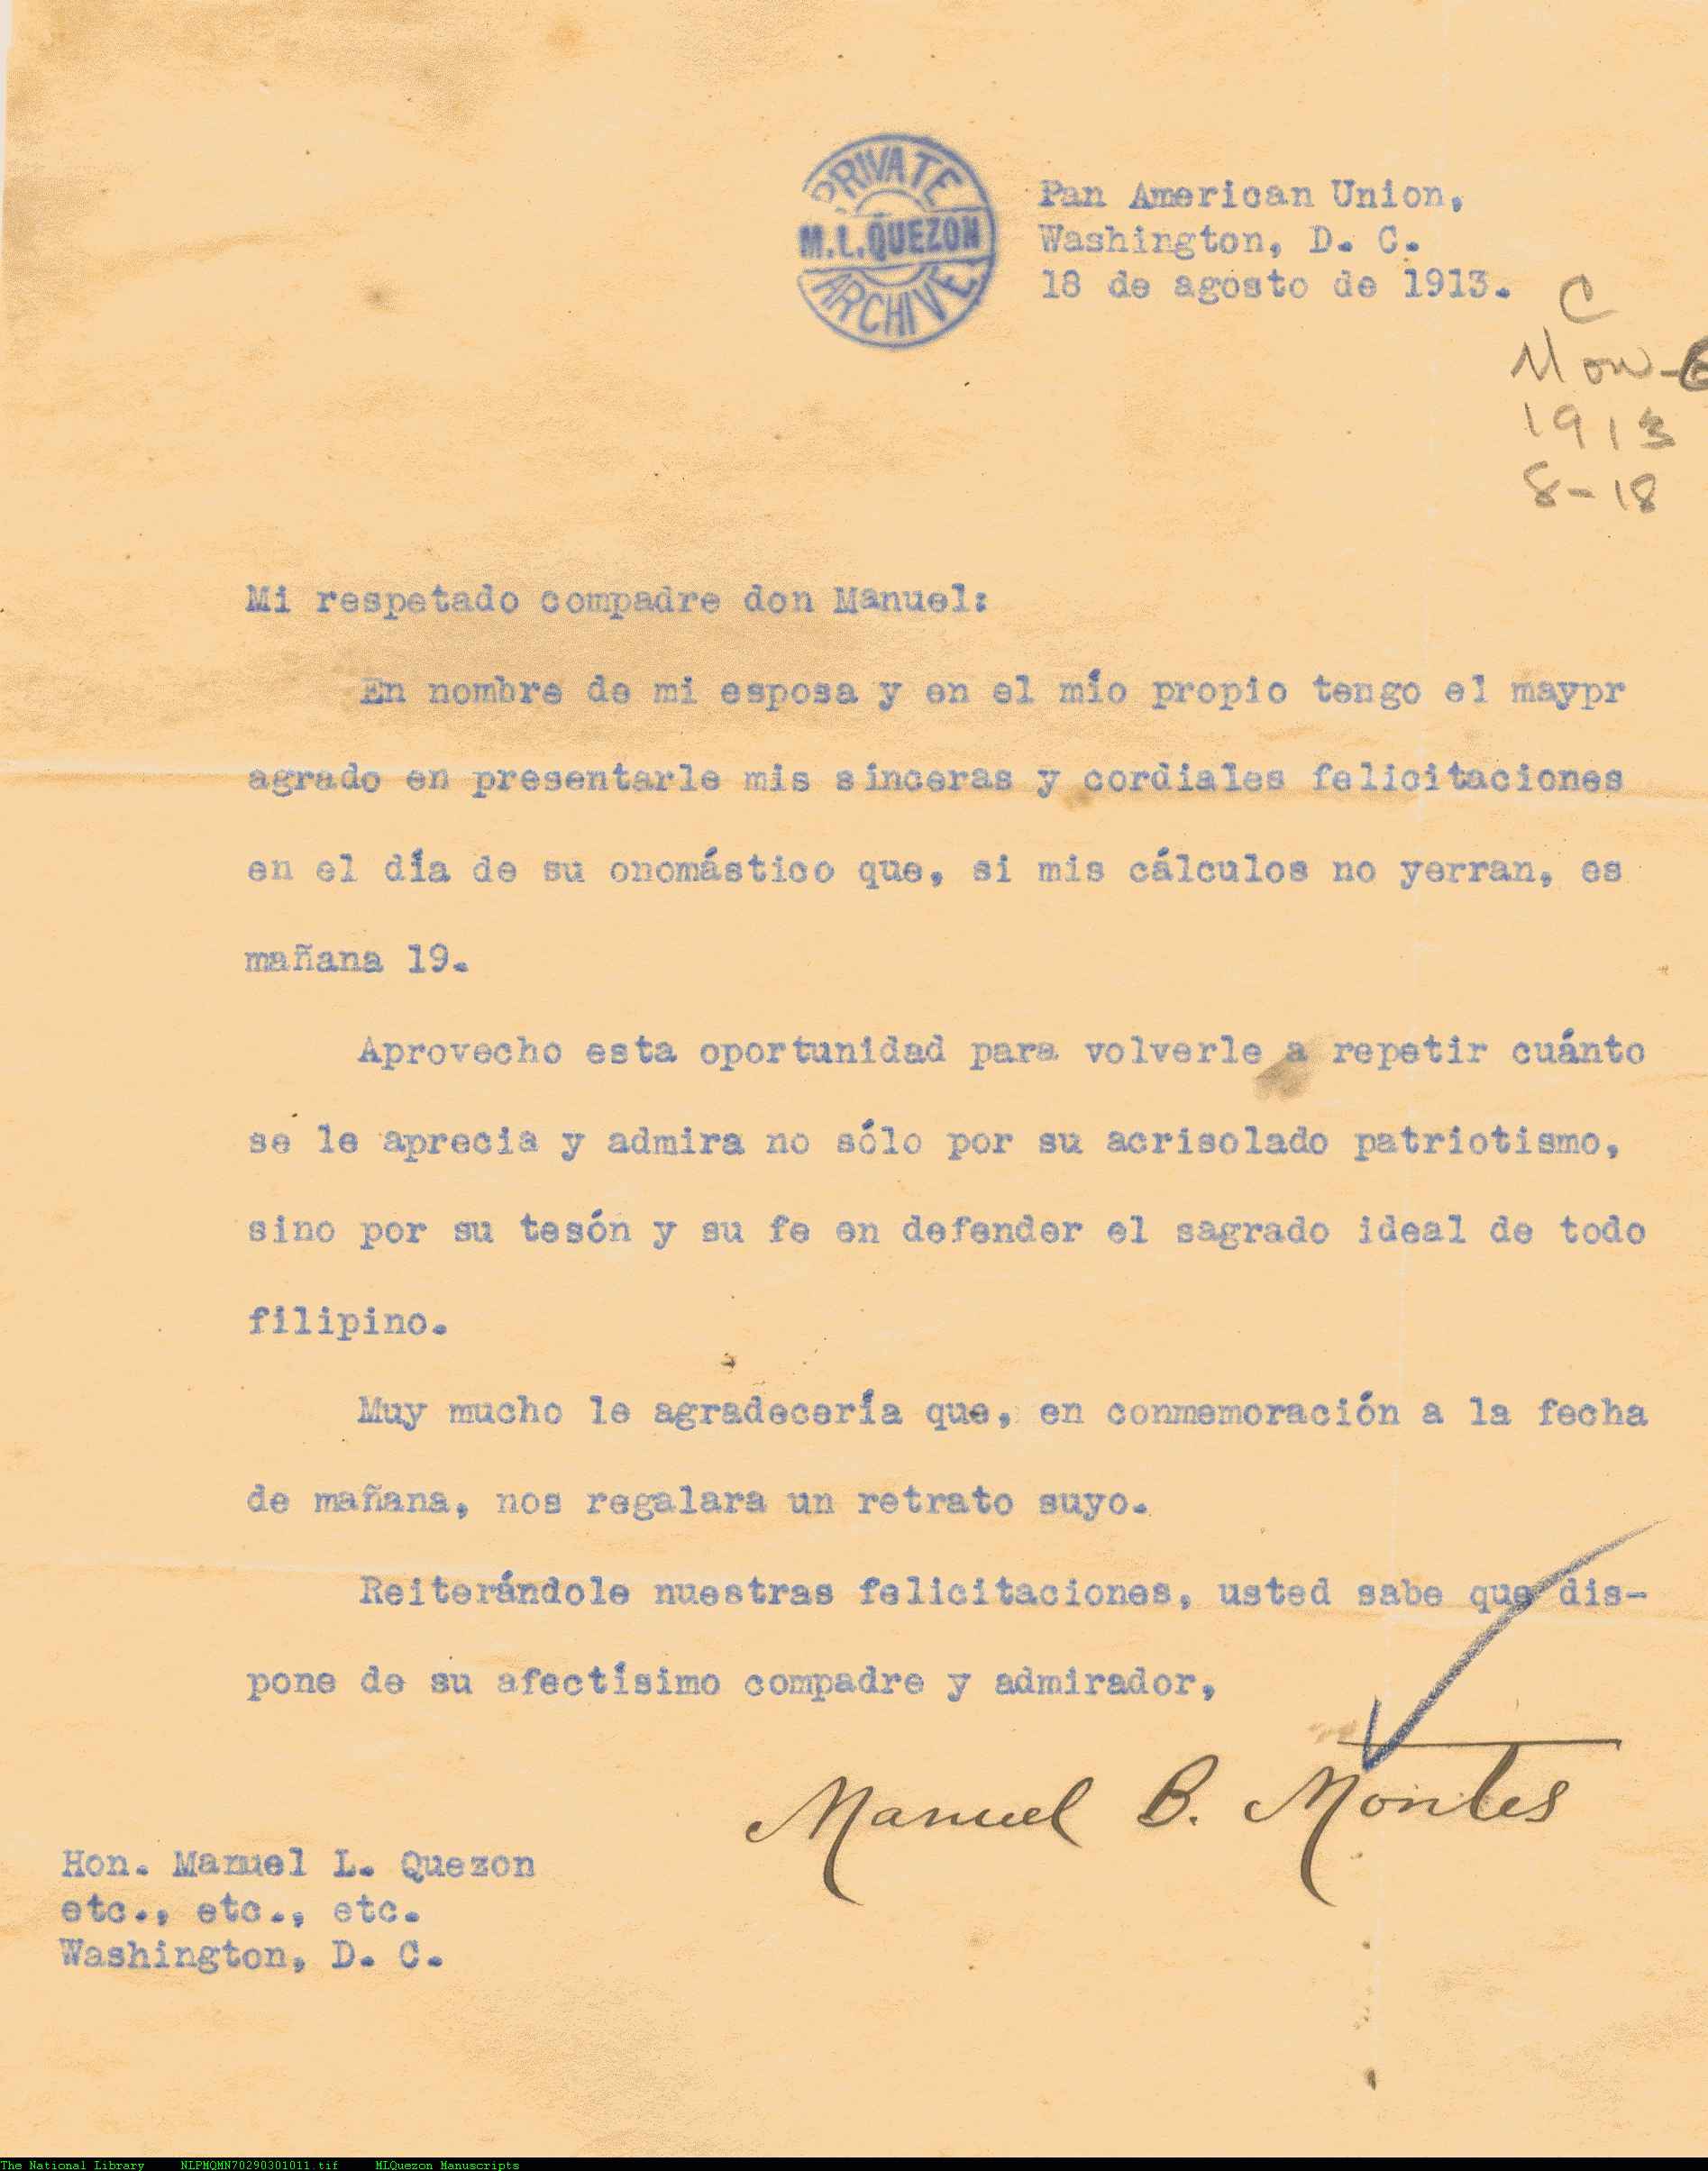 PRIVATE
M.L.QUEZON
ARCHIVE
Pan American Union,
Washington, D. C.
18 de agosto de 1913.
C
1913
8-18
Mi respetado compadre don Manuel:
En nombre de mi esposa y en el mío propio tengo el maypr
agrado en presentarle mis sinceras y cordiales felicitaciones
en el día de su onomástico que, si mis cálculos no yerran, es
mañana 19.
Aprovecho esta oportunidad para volverle a repetir cuánto
se le aprecia y admira no sólo por su acrisolado patriotismo,
sino por su tesón y su fe en defender el sagrado ideal de todo
filipino.
Muy mucho le agradecería que, en conmemoración a la fecha
de mañana, nos regalara un retrato suyo.
Reiterándole nuestras felicitaciones, usted sabe que dis-
pone de su afectísimo compadre y admirador,
Manuel B. Montes
Hon. Manuel L. Quezon
etc., etc., etc.
Washington, D. C.
The National Library NLPMQMN70290301011.tif MLQuezon Manuscripts